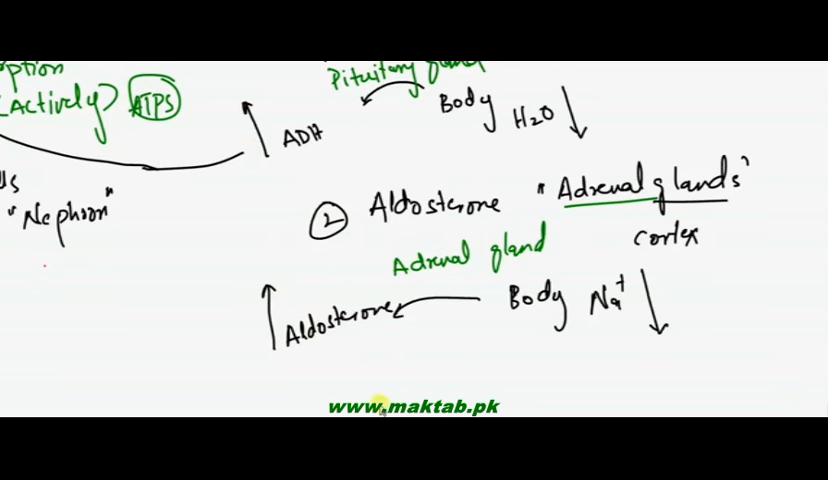 Pituitary gland
(Actively) ATPS
Body H₂O ↓
↑ ADH
"Nephron"
② Aldosterone "Adrenal glands"
cortex
Adrenal gland
↑ Aldosterone ← Body Na⁺ ↓
www.maktab.pk